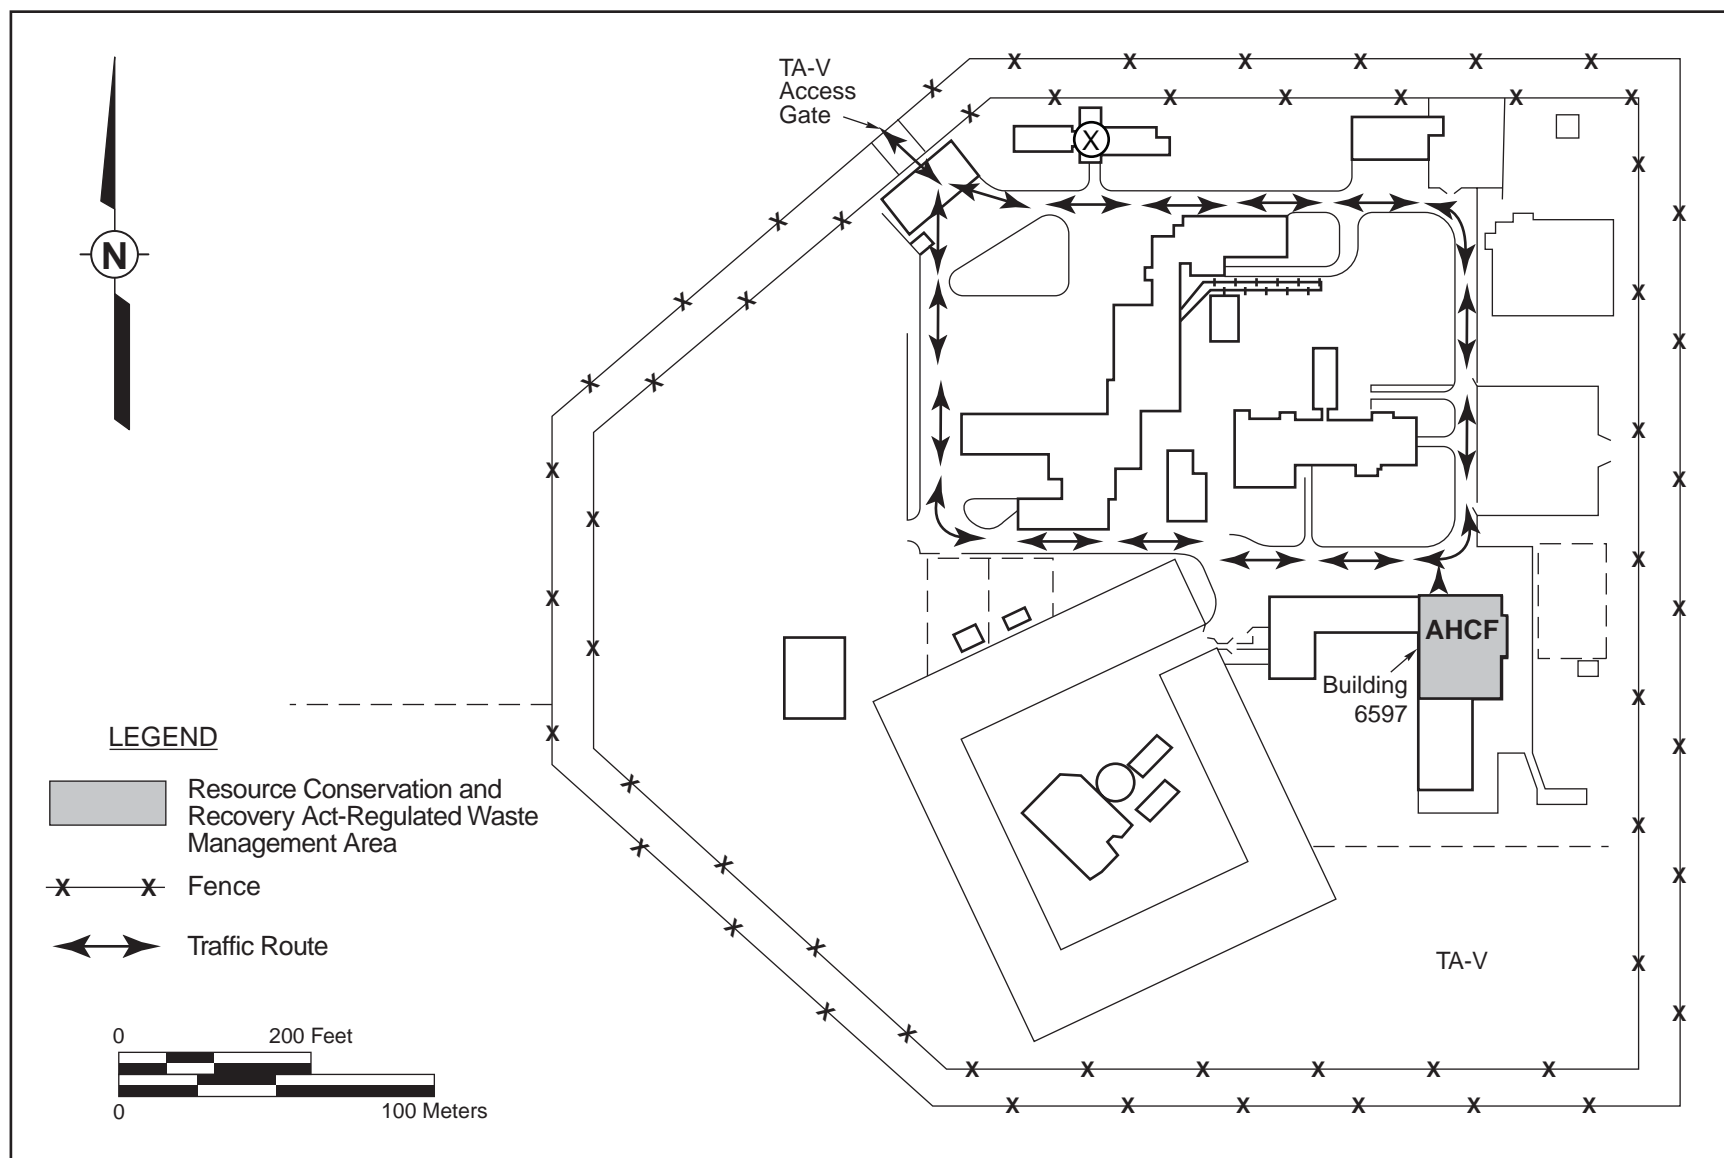 TA-V
Access
Gate
X
N
AHCF
Building
6597
LEGEND
Resource Conservation and
Recovery Act-Regulated Waste
Management Area
X X Fence
Traffic Route
TA-V
0 200 Feet
0 100 Meters